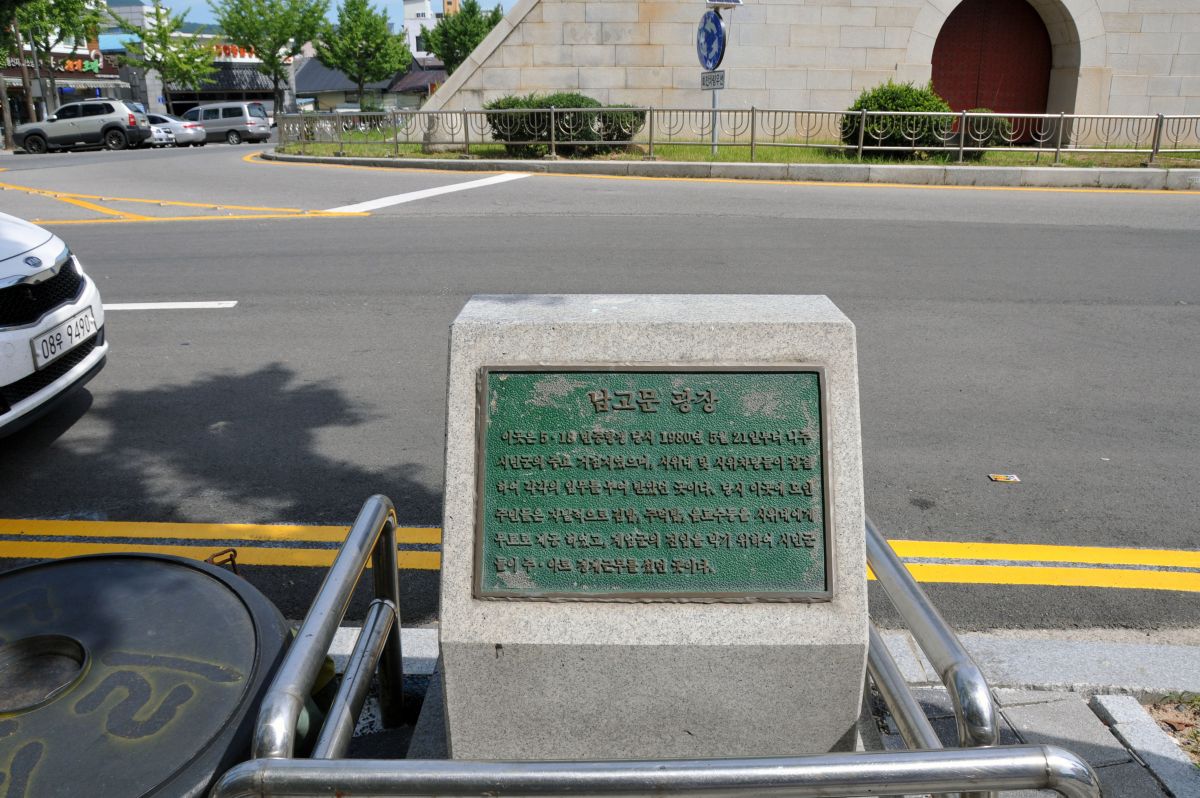 08우 9490
남고문 광장
이곳은 5·18 민중항쟁 당시 1980년 5월 21일부터 나주
시민군의 주요 거점지였으며, 시위대 및 시위차량들이 집결
하여 각각의 임무를 부여 받았던 곳이다. 당시 이곳에 모인
주민들은 자발적으로 김밥, 주먹밥, 음료수등을 시위대에게
무료로 제공 하였고, 계엄군의 진입을 막기 위하여 시민군
들이 주·야로 경계근무를 섰던 곳이다.